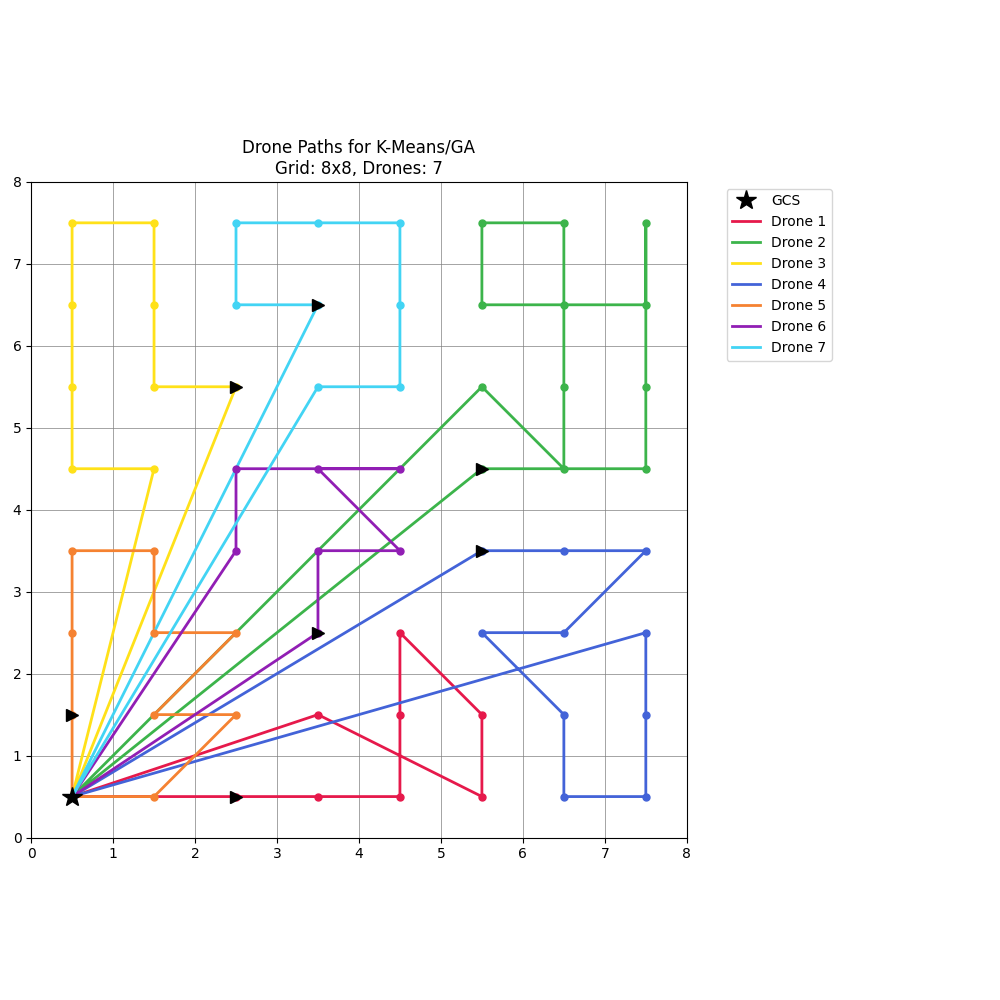 Drone Paths for K-Means/GA
Grid: 8x8, Drones: 7
8
7
6
5
4
3
2
1
0
0 1 2 3 4 5 6 7 8
GCS
Drone 1
Drone 2
Drone 3
Drone 4
Drone 5
Drone 6
Drone 7